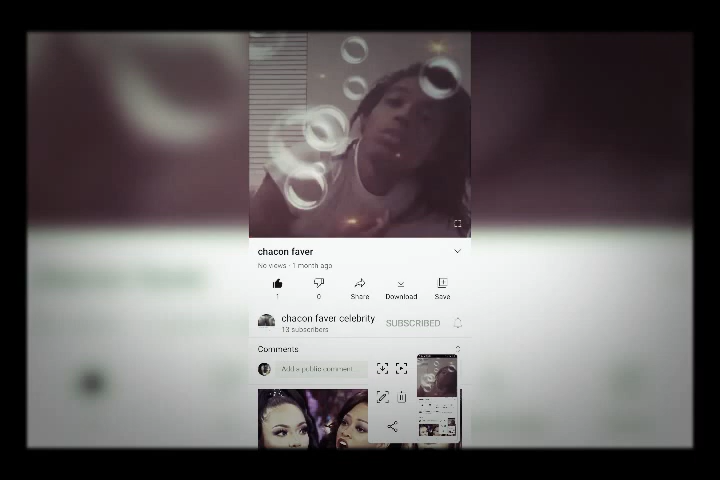 chacon faver
No views · 1 month ago
1
0
Share
Download
Save
chacon faver celebrity
13 subscribers
SUBSCRIBED
Comments
Add a public comment...